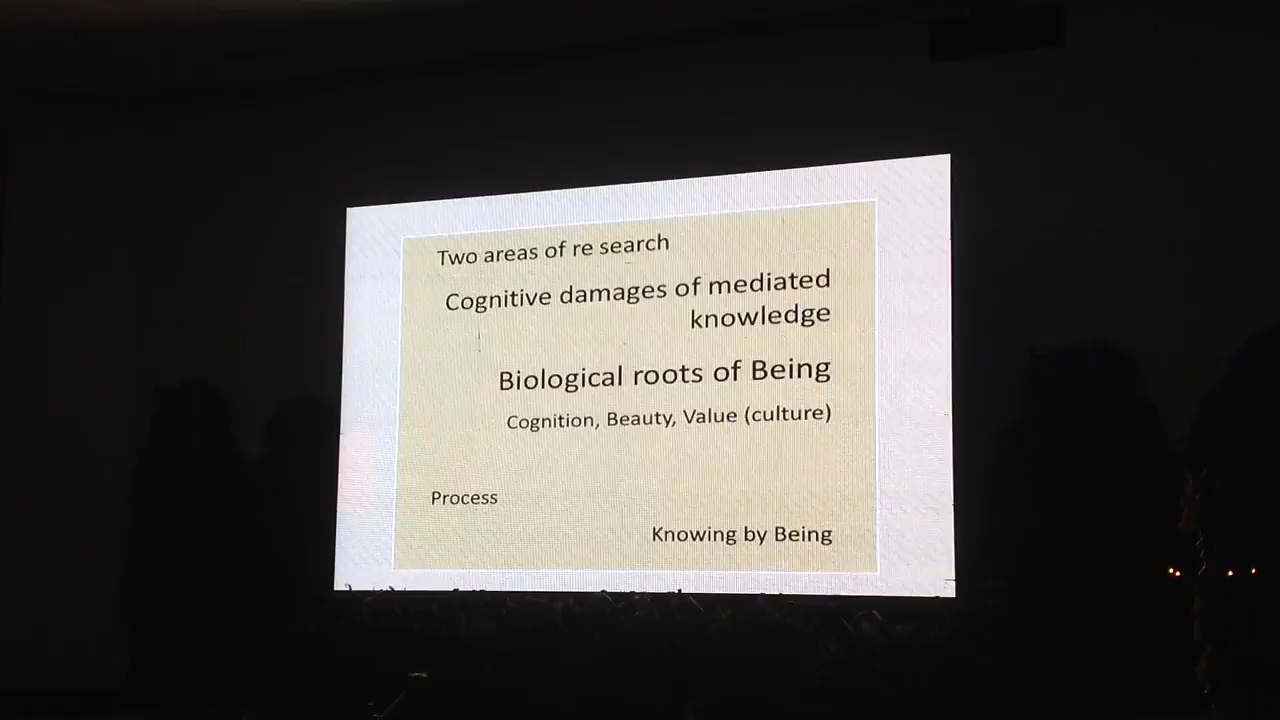 Two areas of re search
Cognitive damages of mediated
knowledge
Biological roots of Being
Cognition, Beauty, Value (culture)
Process
Knowing by Being